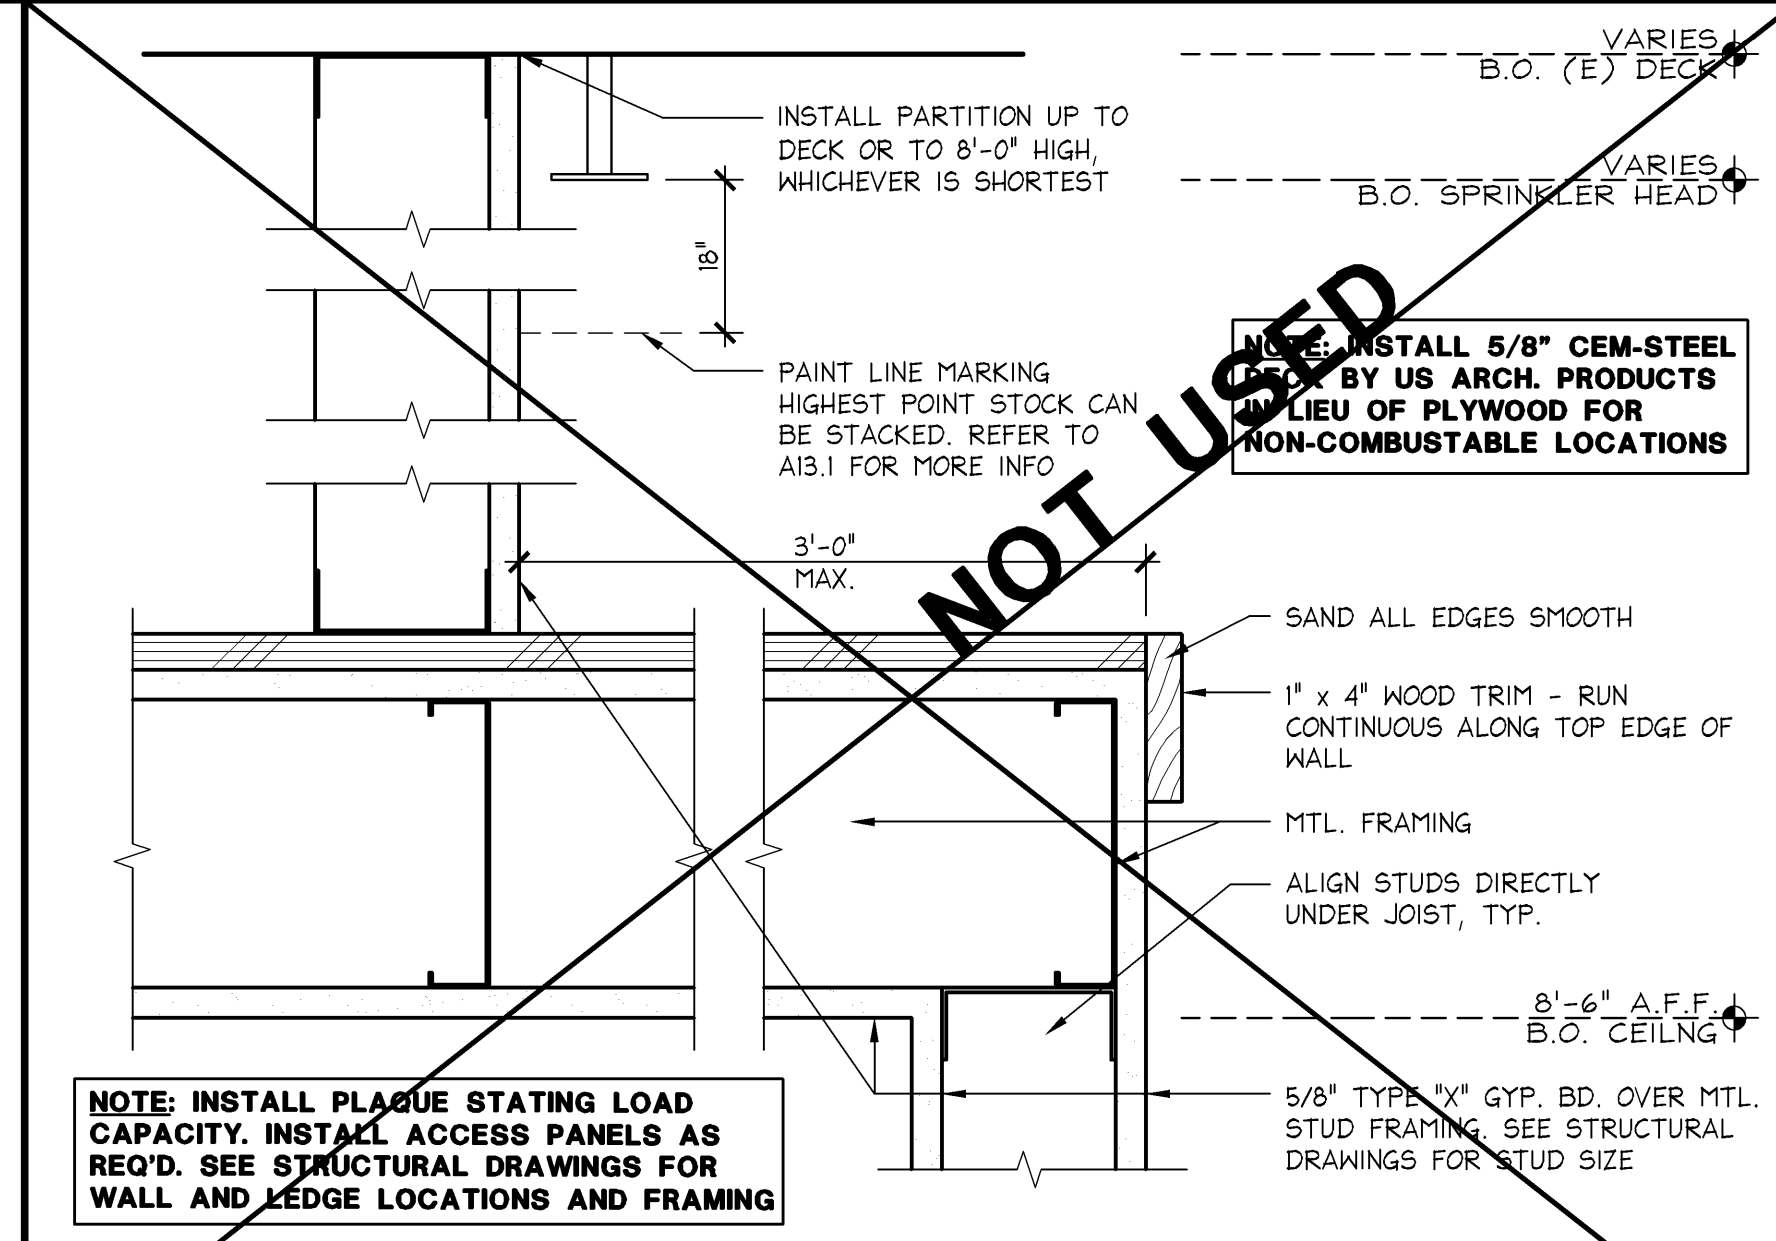 VARIES
B.O. (E) DECK
INSTALL PARTITION UP TO
DECK OR TO 8'-0" HIGH,
WHICHEVER IS SHORTEST
VARIES
B.O. SPRINKLER HEAD
18"
NOT USED
NOTE: INSTALL 5/8" CEM-STEEL
DECK BY US ARCH. PRODUCTS
IN LIEU OF PLYWOOD FOR
NON-COMBUSTABLE LOCATIONS
PAINT LINE MARKING
HIGHEST POINT STOCK CAN
BE STACKED. REFER TO
A13.1 FOR MORE INFO
3'-0"
MAX.
SAND ALL EDGES SMOOTH
1" x 4" WOOD TRIM - RUN
CONTINUOUS ALONG TOP EDGE OF
WALL
MTL. FRAMING
ALIGN STUDS DIRECTLY
UNDER JOIST, TYP.
8'-6" A.F.F.
B.O. CEILNG
5/8" TYPE "X" GYP. BD. OVER MTL.
STUD FRAMING. SEE STRUCTURAL
DRAWINGS FOR STUD SIZE
NOTE: INSTALL PLAQUE STATING LOAD
CAPACITY. INSTALL ACCESS PANELS AS
REQ'D. SEE STRUCTURAL DRAWINGS FOR
WALL AND LEDGE LOCATIONS AND FRAMING